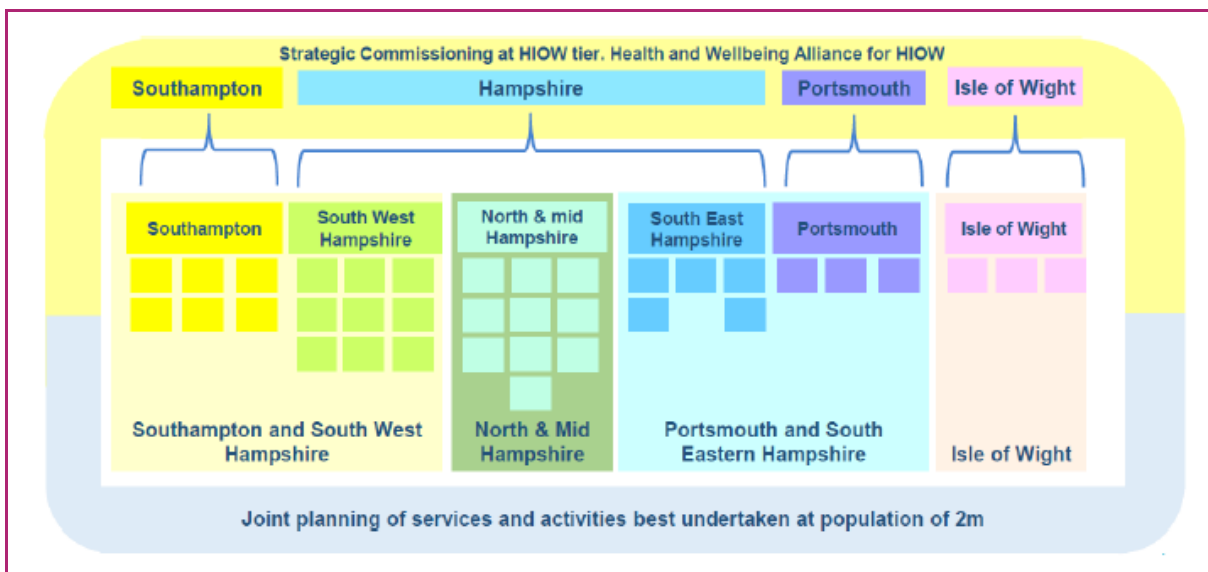 Strategic Commissioning at HIOW tier. Health and Wellbeing Alliance for HIOW
Southampton
Hampshire
Portsmouth
Isle of Wight
Southampton
South West
Hampshire
North & mid
Hampshire
South East
Hampshire
Portsmouth
Isle of Wight
Southampton and South West
Hampshire
North & Mid
Hampshire
Portsmouth and South
Eastern Hampshire
Isle of Wight
Joint planning of services and activities best undertaken at population of 2m